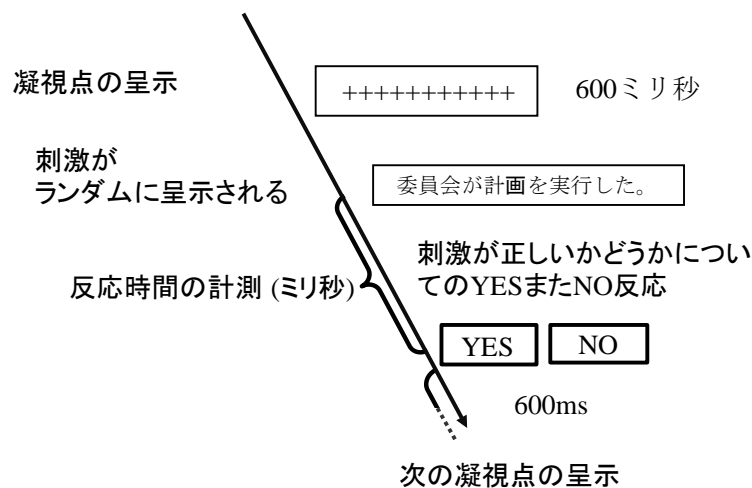 凝視点の呈示
+++++++++++
600ミリ秒
刺激が
ランダムに呈示される
委員会が計画を実行した。
刺激が正しいかどうかについ
てのYESまたNO反応
反応時間の計測 (ミリ秒)
YES
NO
600ms
次の凝視点の呈示